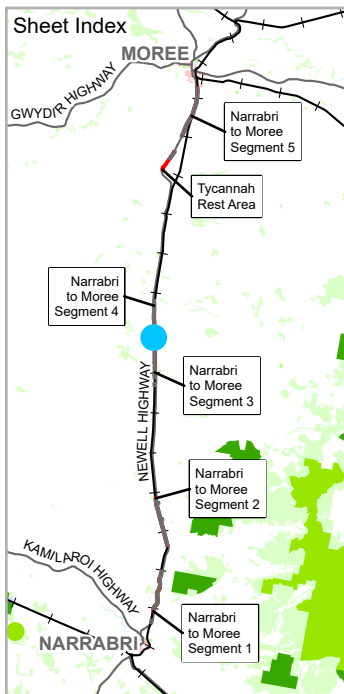 Sheet Index
MOREE
GWYDIR HIGHWAY
Narrabri
to Moree
Segment 5
Tycannah
Rest Area
Narrabri
to Moree
Segment 4
Narrabri
to Moree
Segment 3
NEWELL HIGHWAY
Narrabri
to Moree
Segment 2
KAMILAROI HIGHWAY
Narrabri
to Moree
Segment 1
NARRABRI